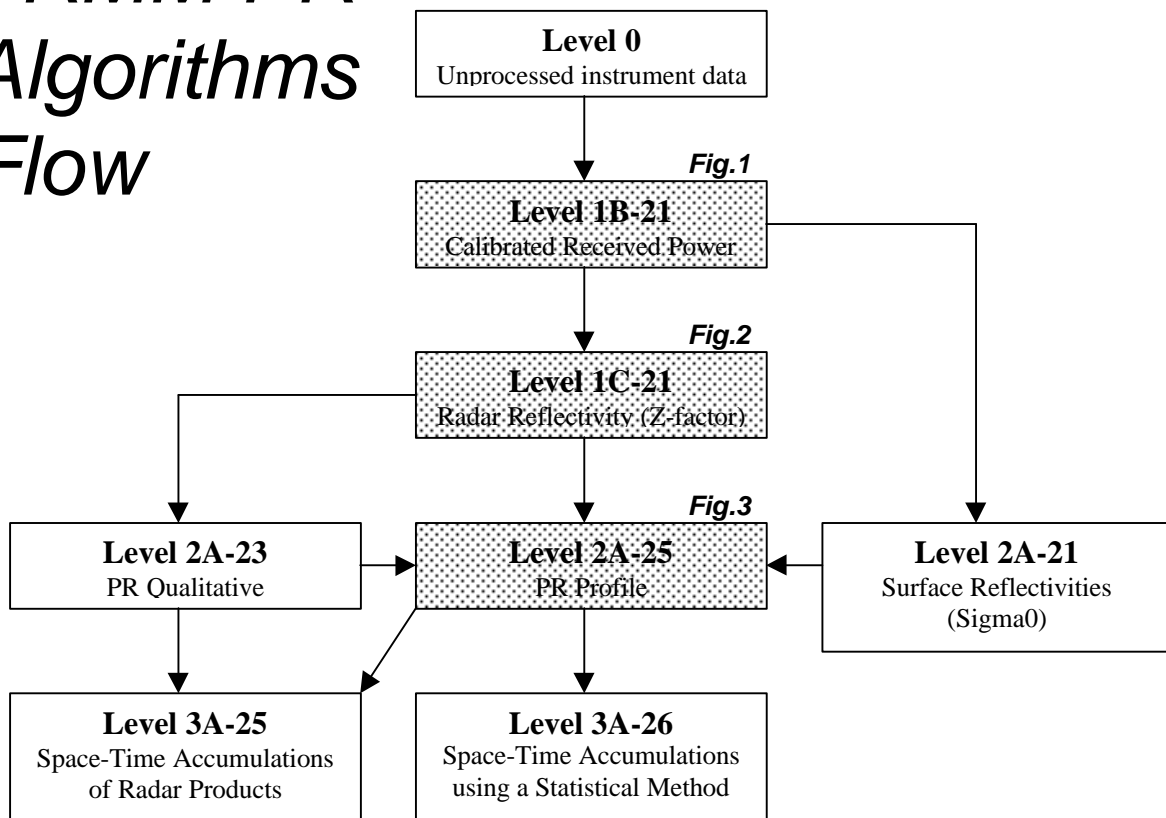 Algorithms
Flow
Level 0
Unprocessed instrument data
Fig.1
Level 1B-21
Calibrated Received Power
Fig.2
Level 1C-21
Radar Reflectivity (Z-factor)
Fig.3
Level 2A-23
PR Qualitative
Level 2A-25
PR Profile
Level 2A-21
Surface Reflectivities
(Sigma0)
Level 3A-25
Space-Time Accumulations
of Radar Products
Level 3A-26
Space-Time Accumulations
using a Statistical Method